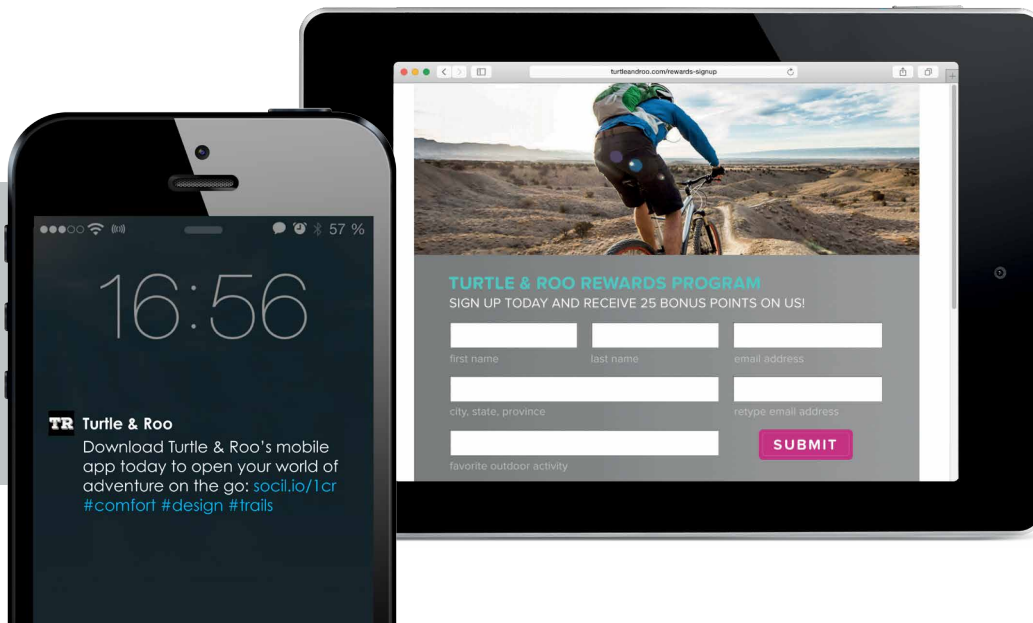 turtleandroo.com/rewards-signup
TURTLE & ROO REWARDS PROGRAM
SIGN UP TODAY AND RECEIVE 25 BONUS POINTS ON US!
first name
last name
email address
city, state, province
retype email address
favorite outdoor activity
SUBMIT
57 %
16:56
TR Turtle & Roo
Download Turtle & Roo's mobile
app today to open your world of
adventure on the go: socil.io/1cr
#comfort #design #trails